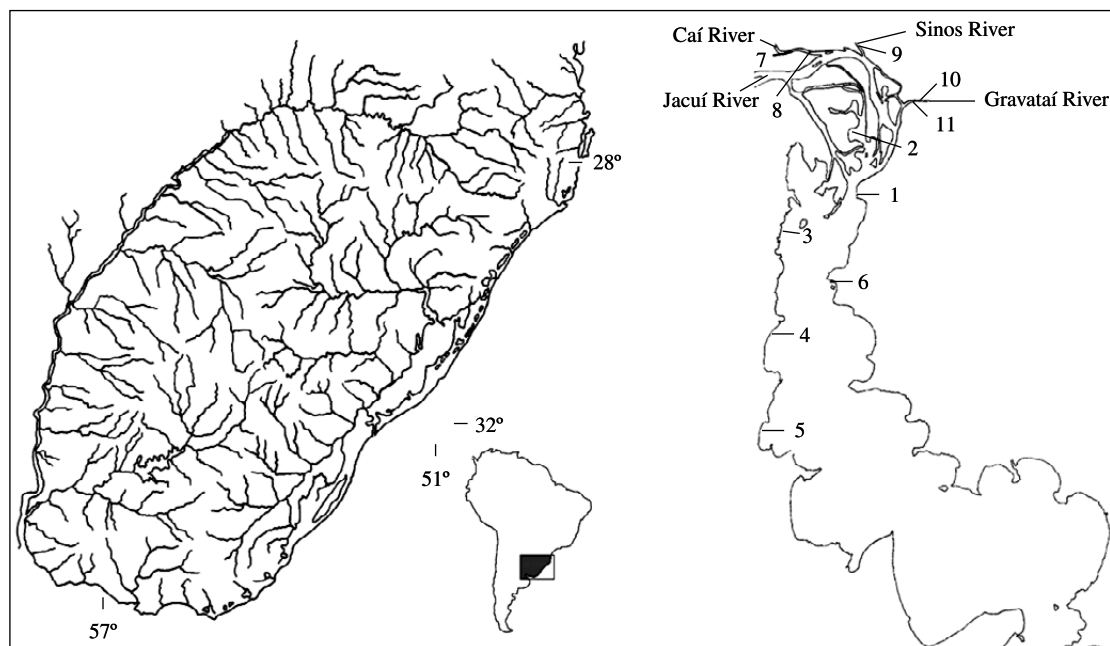 28º
32º
51º
57º
Caí River
Sinos River
7
9
10
Jacuí River
8
Gravataí River
11
2
1
3
6
4
5